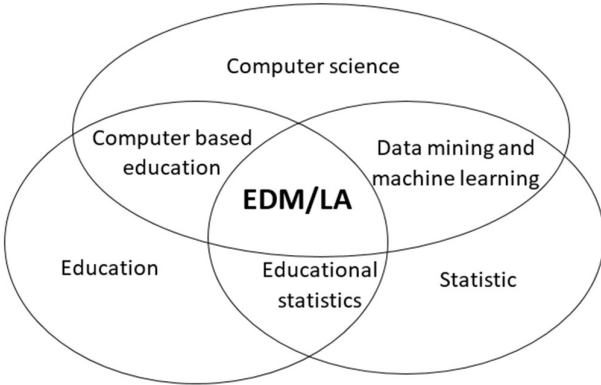 Computer science
Computer based
education
Data mining and
machine learning
EDM/LA
Education
Educational
statistics
Statistic